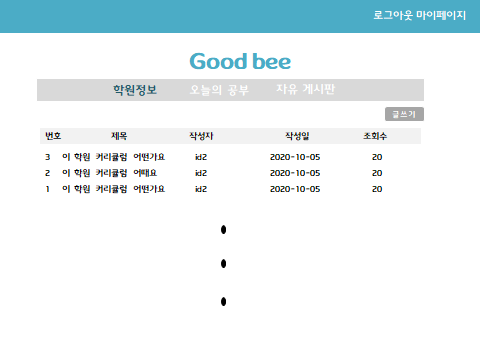 로그아웃 마이페이지
Good bee
학원정보 오늘의 공부 자유 게시판
글쓰기
번호 제목 작성자 작성일 조회수
3 이 학원 커리큘럼 어떤가요 id2 2020-10-05 20
2 이 학원 커리큘럼 어때요 id2 2020-10-05 20
1 이 학원 커리큘럼 어떤가요 id2 2020-10-05 20